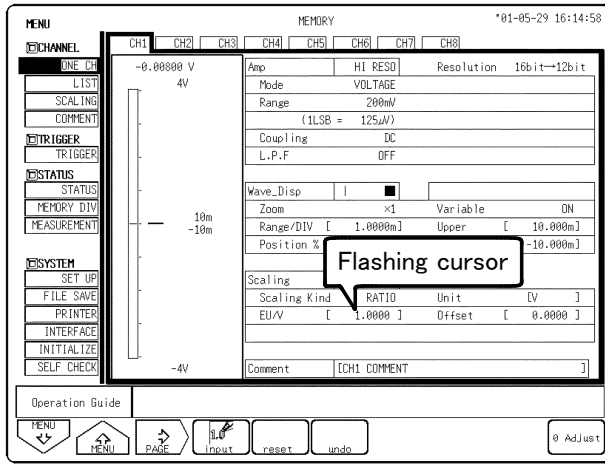 MENU MEMORY '01-05-29 16:14:58
CHANNEL CH1 CH2 CH3 CH4 CH5 CH6 CH7 CH8
ONE CH -0.00800 V Amp HI RESO Resolution 16bit→12bit
LIST 4V Mode VOLTAGE
SCALING Range 200mV
COMMENT (1LSB = 125μV)
TRIGGER Coupling DC
TRIGGER L.P.F OFF
STATUS
STATUS Wave_Disp | ■
MEMORY DIV Zoom ×1 Variable ON
MEASUREMENT 10m Range/DIV [ 1.0000m] Upper [ 10.000m]
-10m Position % -10.000m]
Flashing cursor
SYSTEM
SET UP Scaling
FILE SAVE Scaling Kind RATIO Unit [V ]
PRINTER EU/V [ 1.0000 ] Offset [ 0.0000 ]
INTERFACE
INITIALIZE
SELF CHECK -4V Comment [CH1 COMMENT ]
Operation Guide
MENU MENU PAGE 1.0 input reset undo 0 Adjust